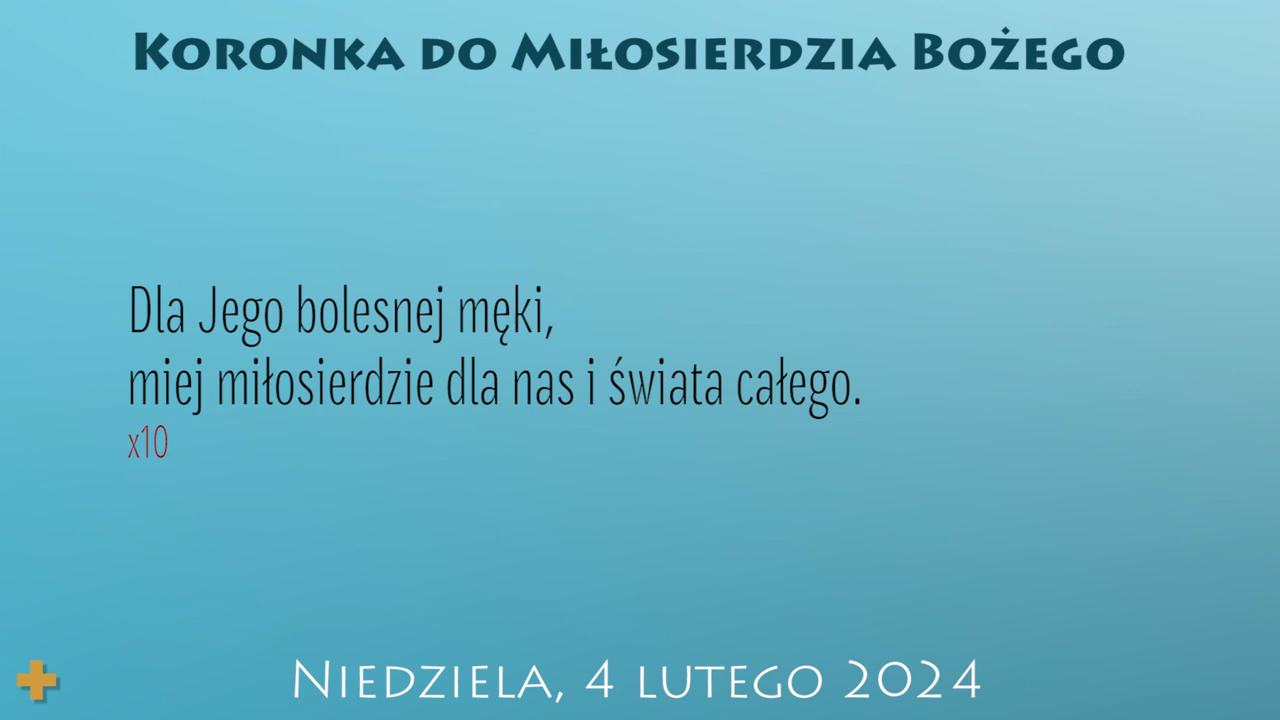 Koronka do Miłosierdzia Bożego
Dla Jego bolesnej męki,
miej miłosierdzie dla nas i świata całego.
x10
Niedziela, 4 lutego 2024